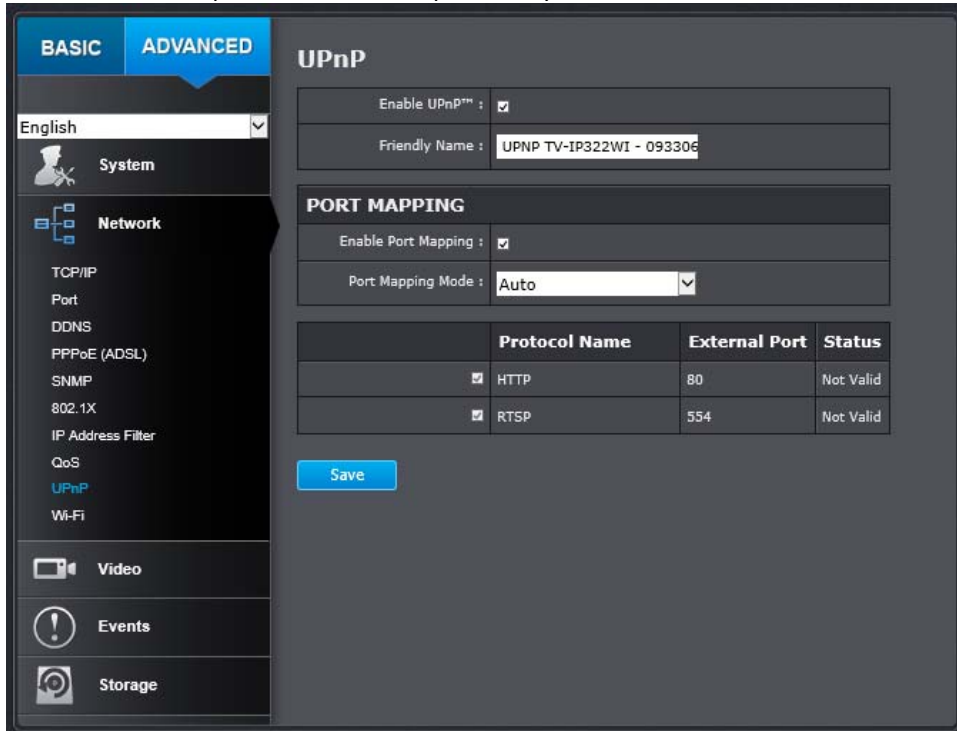 BASIC ADVANCED
English
System
Network
TCP/IP
Port
DDNS
PPPoE (ADSL)
SNMP
802.1X
IP Address Filter
QoS
UPnP
Wi-Fi
Video
Events
Storage
UPnP
Enable UPnP™ :
Friendly Name : UPNP TV-IP322WI - 093306
PORT MAPPING
Enable Port Mapping :
Port Mapping Mode : Auto
Protocol Name External Port Status
HTTP 80 Not Valid
RTSP 554 Not Valid
Save